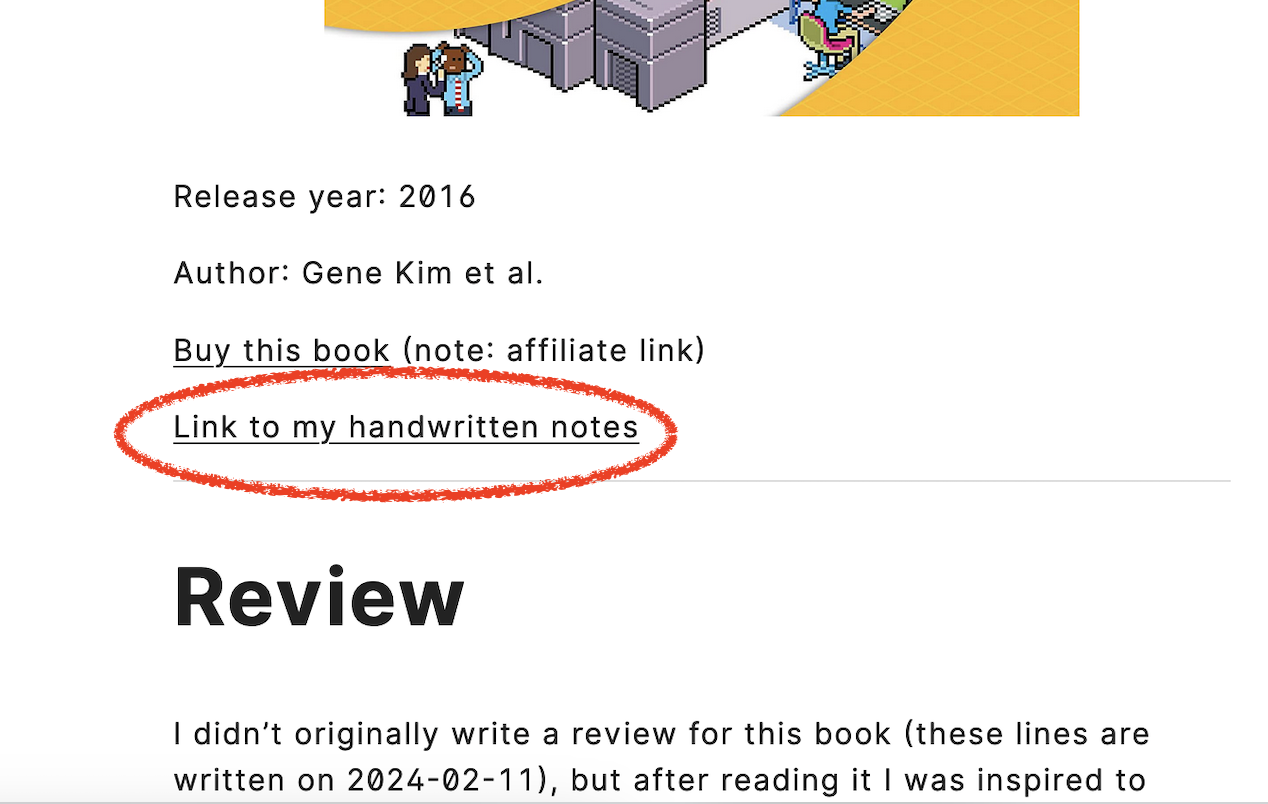 Release year: 2016
Author: Gene Kim et al.
Buy this book (note: affiliate link)
Link to my handwritten notes
Review
I didn’t originally write a review for this book (these lines are
written on 2024-02-11), but after reading it I was inspired to